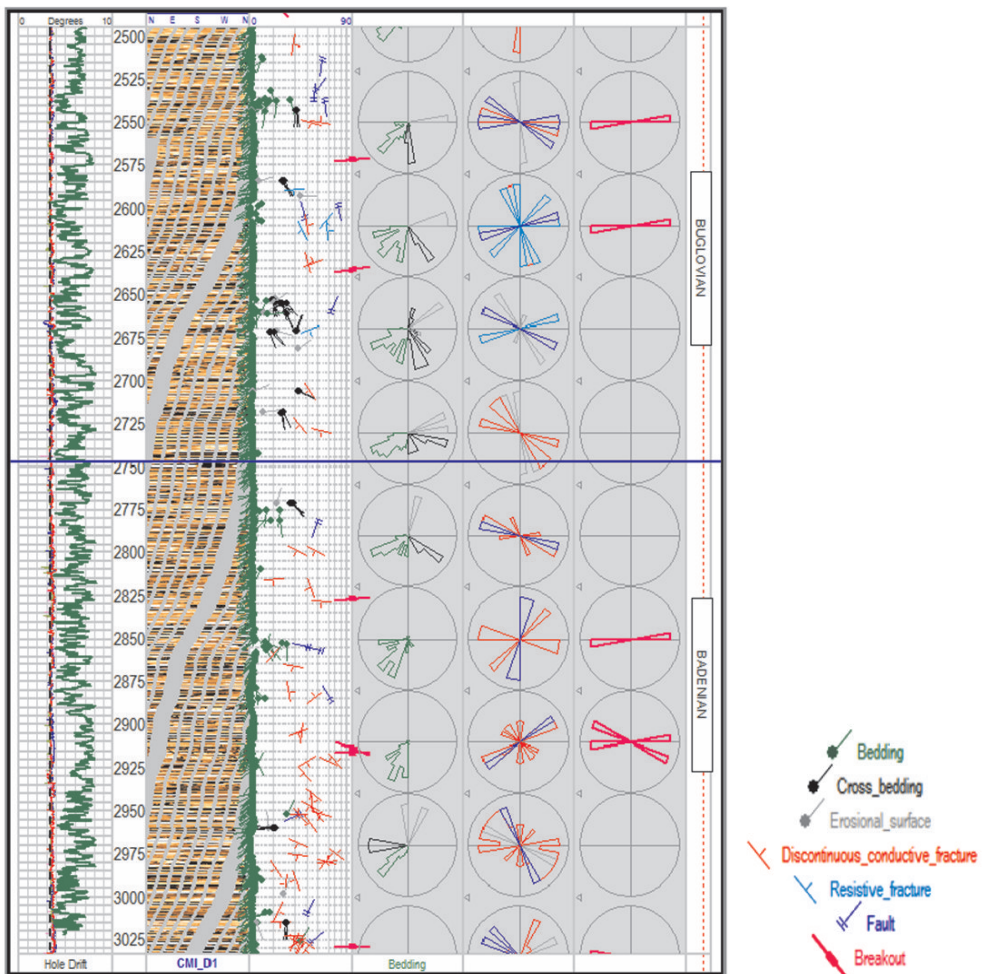 0 Degrees 10
N E S W N
0 90
2500
2525
2550
2575
2600
2625
2650
2675
2700
2725
2750
2775
2800
2825
2850
2875
2900
2925
2950
2975
3000
3025
BUGLOVIAN
BADENIAN
Hole Drift CMI_D1 Bedding
Bedding
Cross_bedding
Erosional_surface
Discontinuous_conductive_fracture
Resistive_fracture
Fault
Breakout